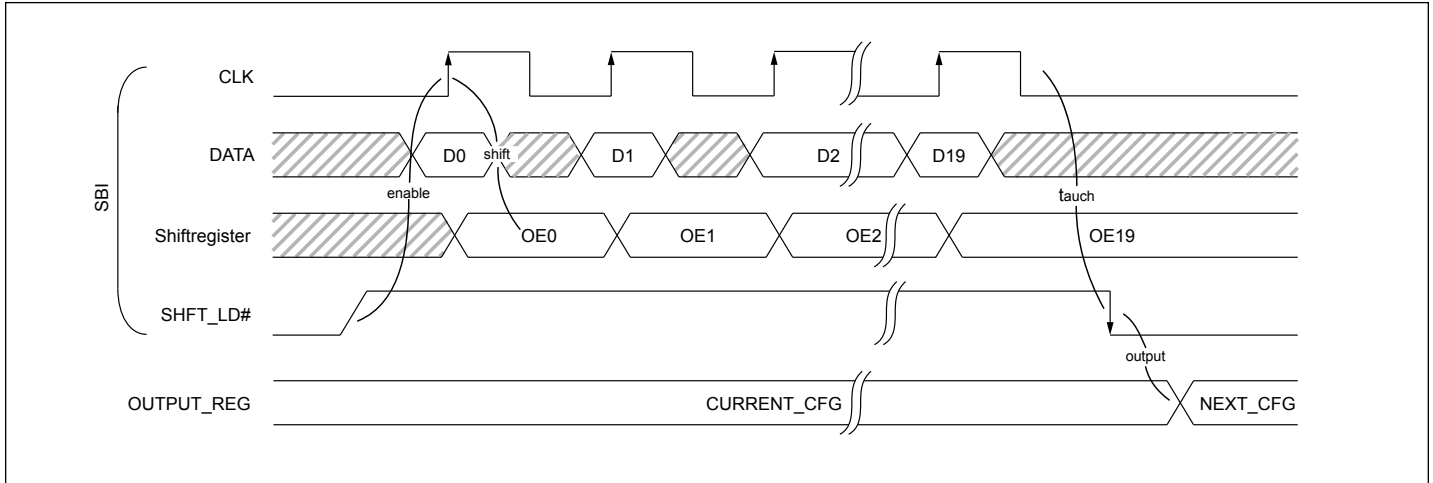 SBI
CLK
DATA D0 shift D1 D2 D19
enable tauch
Shiftregister OE0 OE1 OE2 OE19
SHFT_LD#
output
OUTPUT_REG CURRENT_CFG NEXT_CFG